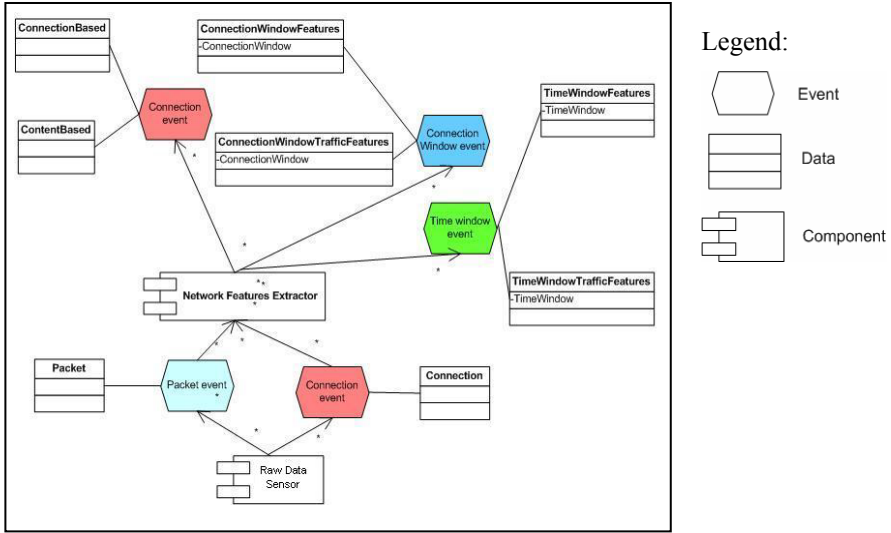 ConnectionBased
ConnectionWindowFeatures
-ConnectionWindow
Legend:
Event
Connection
event
TimeWindowFeatures
-TimeWindow
ContentBased
ConnectionWindowTrafficFeatures
-ConnectionWindow
Connection
Window event
Data
*
*
Time window
event
Component
*
*
TimeWindowTrafficFeatures
-TimeWindow
* *
Network Features Extractor
*
*
*
*
Packet
Packet event
*
Connection
event
Connection
*
*
Raw Data
Sensor